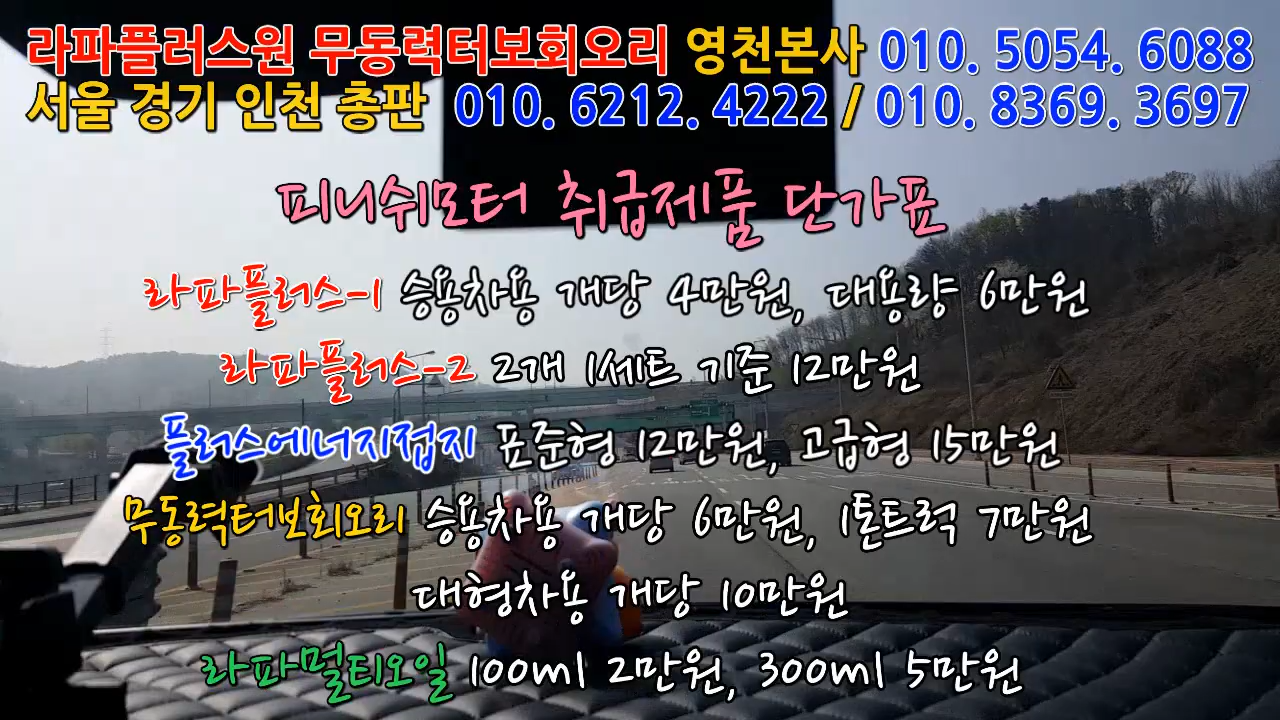 라파플러스원 무동력터보회오리 영천본사 010. 5054. 6088
서울 경기 인천 총판 010. 6212. 4222 / 010. 8369. 3697
피니쉬모터 취급제품 단가표
라파플러스-1 승용차용 개당 4만원, 대용량 6만원
라파플러스-2 2개 1세트 기준 12만원
플러스에너지접지 표준형 12만원, 고급형 15만원
무동력터보회오리 승용차용 개당 6만원, 1톤트럭 7만원
대형차용 개당 10만원
라파멀티오일 100ml 2만원, 300ml 5만원